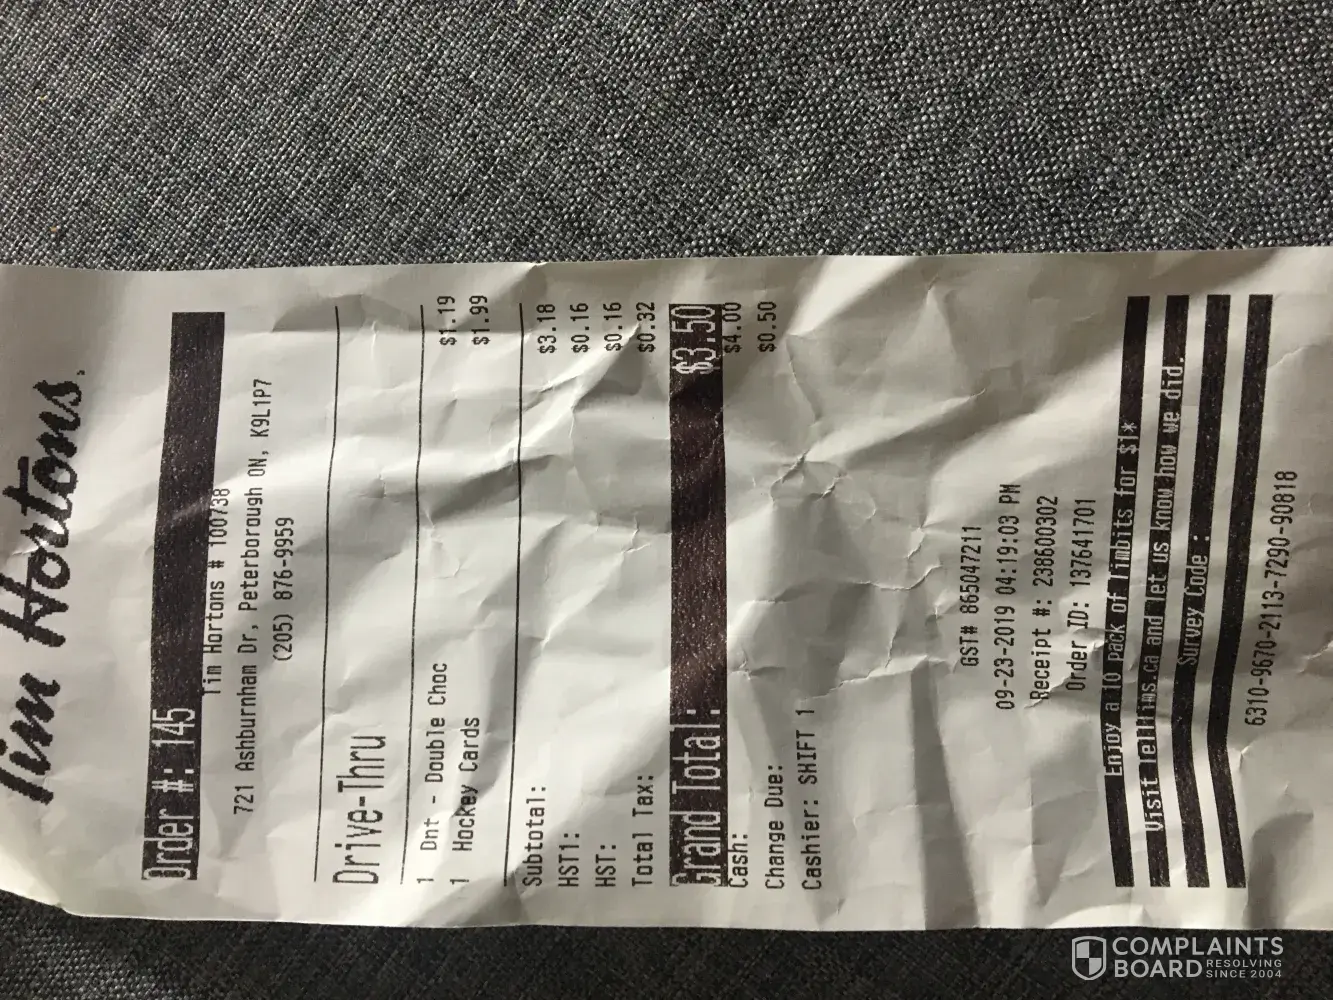 Tim Hortons.
Order #: 145
Tim Hortons # 100738
721 Ashburnham Dr, Peterborough ON, K9L1P7
(205) 876-9959
Drive-Thru
1 Dnt - Double Choc $1.19
1 Hockey Cards $1.99
Subtotal: $3.18
HST1: $0.16
HST: $0.16
Total Tax: $0.32
Grand Total: $3.50
Cash: $4.00
Change Due: $0.50
Cashier: SHIFT 1
GST# 865047211
09-23-2019 04:19:03 PM
Receipt #: 238600302
Order ID: 137641701
Enjoy a 10 pack of Timbits for $1*
Visit TellTims.ca and let us know how we did.
Survey Code :
6310-9670-2113-7290-90818
COMPLAINTS
BOARD RESOLVING
SINCE 2004